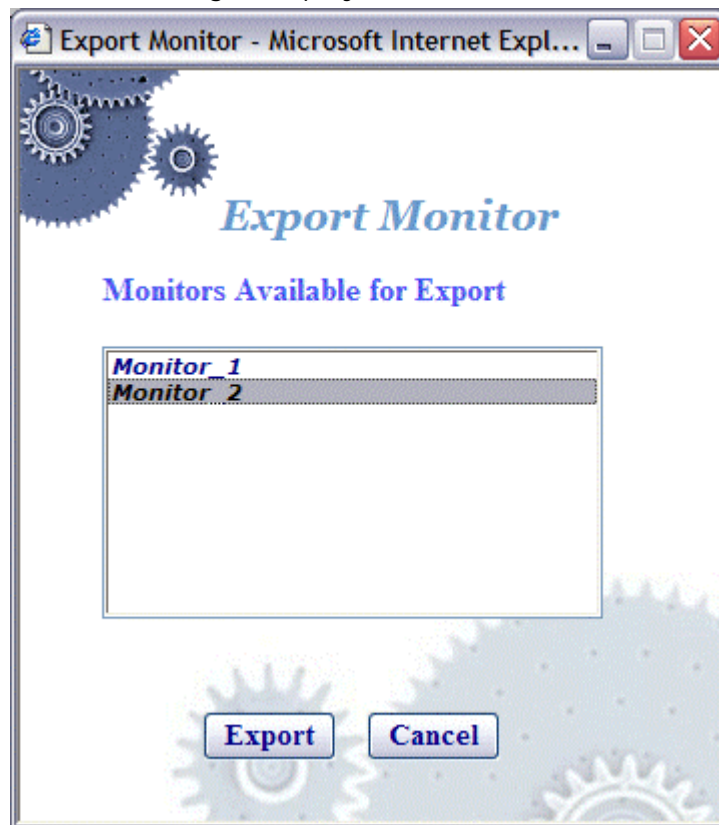 Export Monitor - Microsoft Internet Expl...
Export Monitor
Monitors Available for Export
Monitor_1
Monitor_2
Export
Cancel